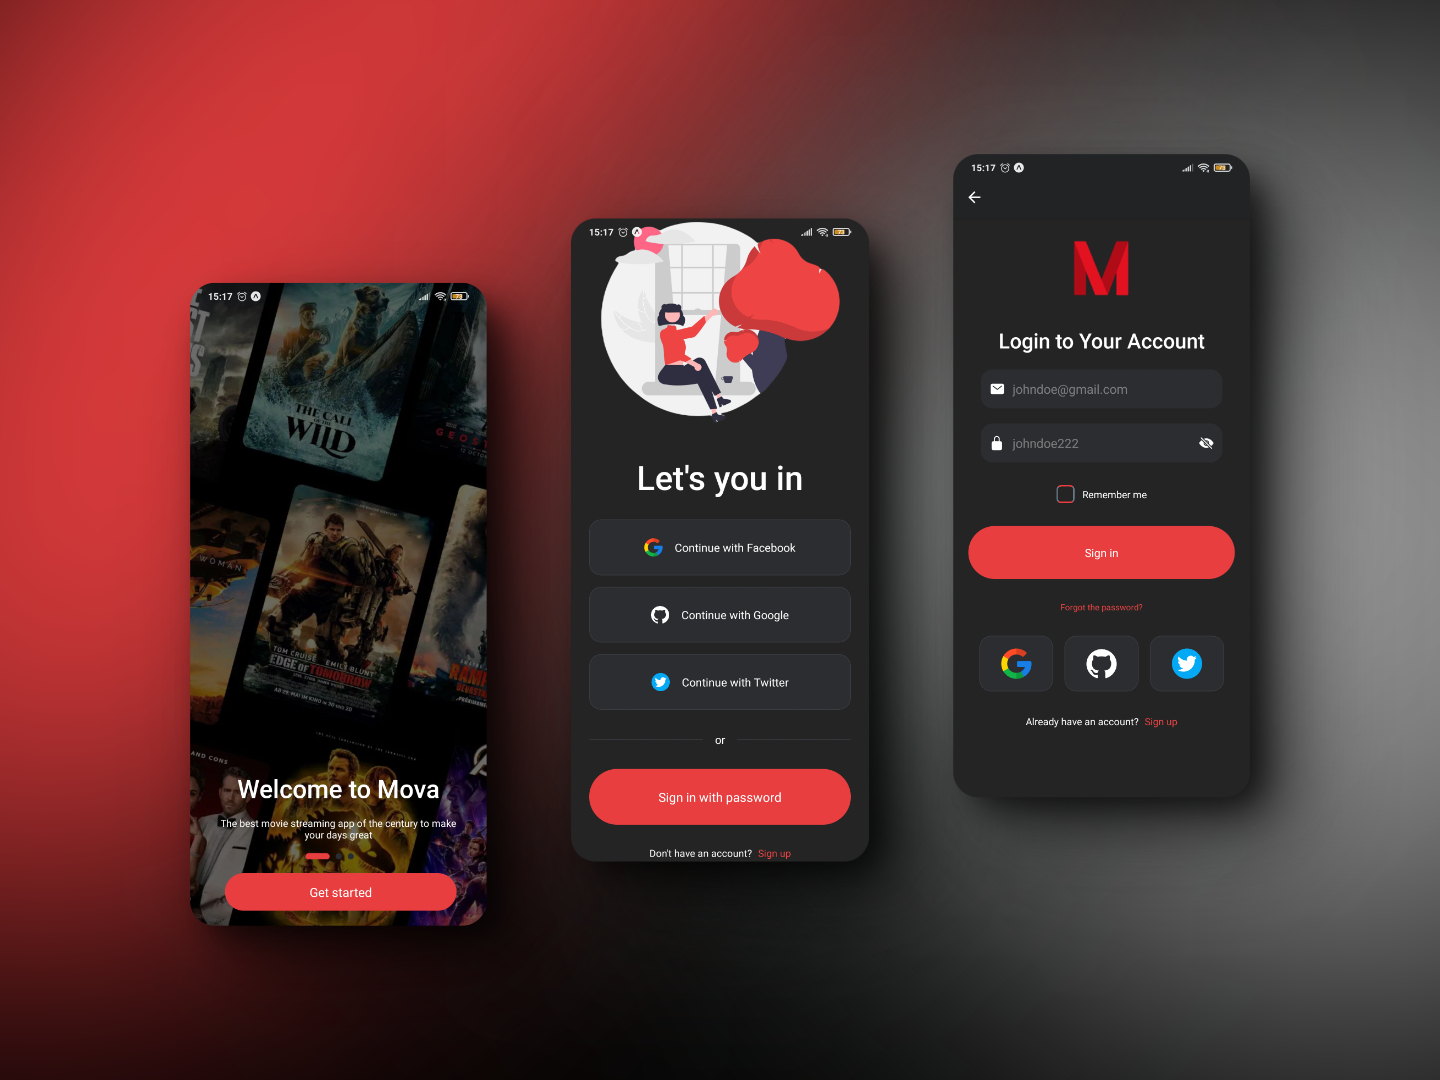 15:17
THE CALL
OF THE
WILD
GEOST
WOMAN
TOM CRUISE EMILY BLUNT
EDGE OF TOMORROW
AND CONS
Welcome to Mova
The best movie streaming app of the century to make
your days great
Get started
15:17
Let's you in
Continue with Facebook
Continue with Google
Continue with Twitter
or
Sign in with password
Don't have an account? Sign up
15:17
M
Login to Your Account
johndoe@gmail.com
johndoe222
Remember me
Sign in
Forgot the password?
Already have an account? Sign up